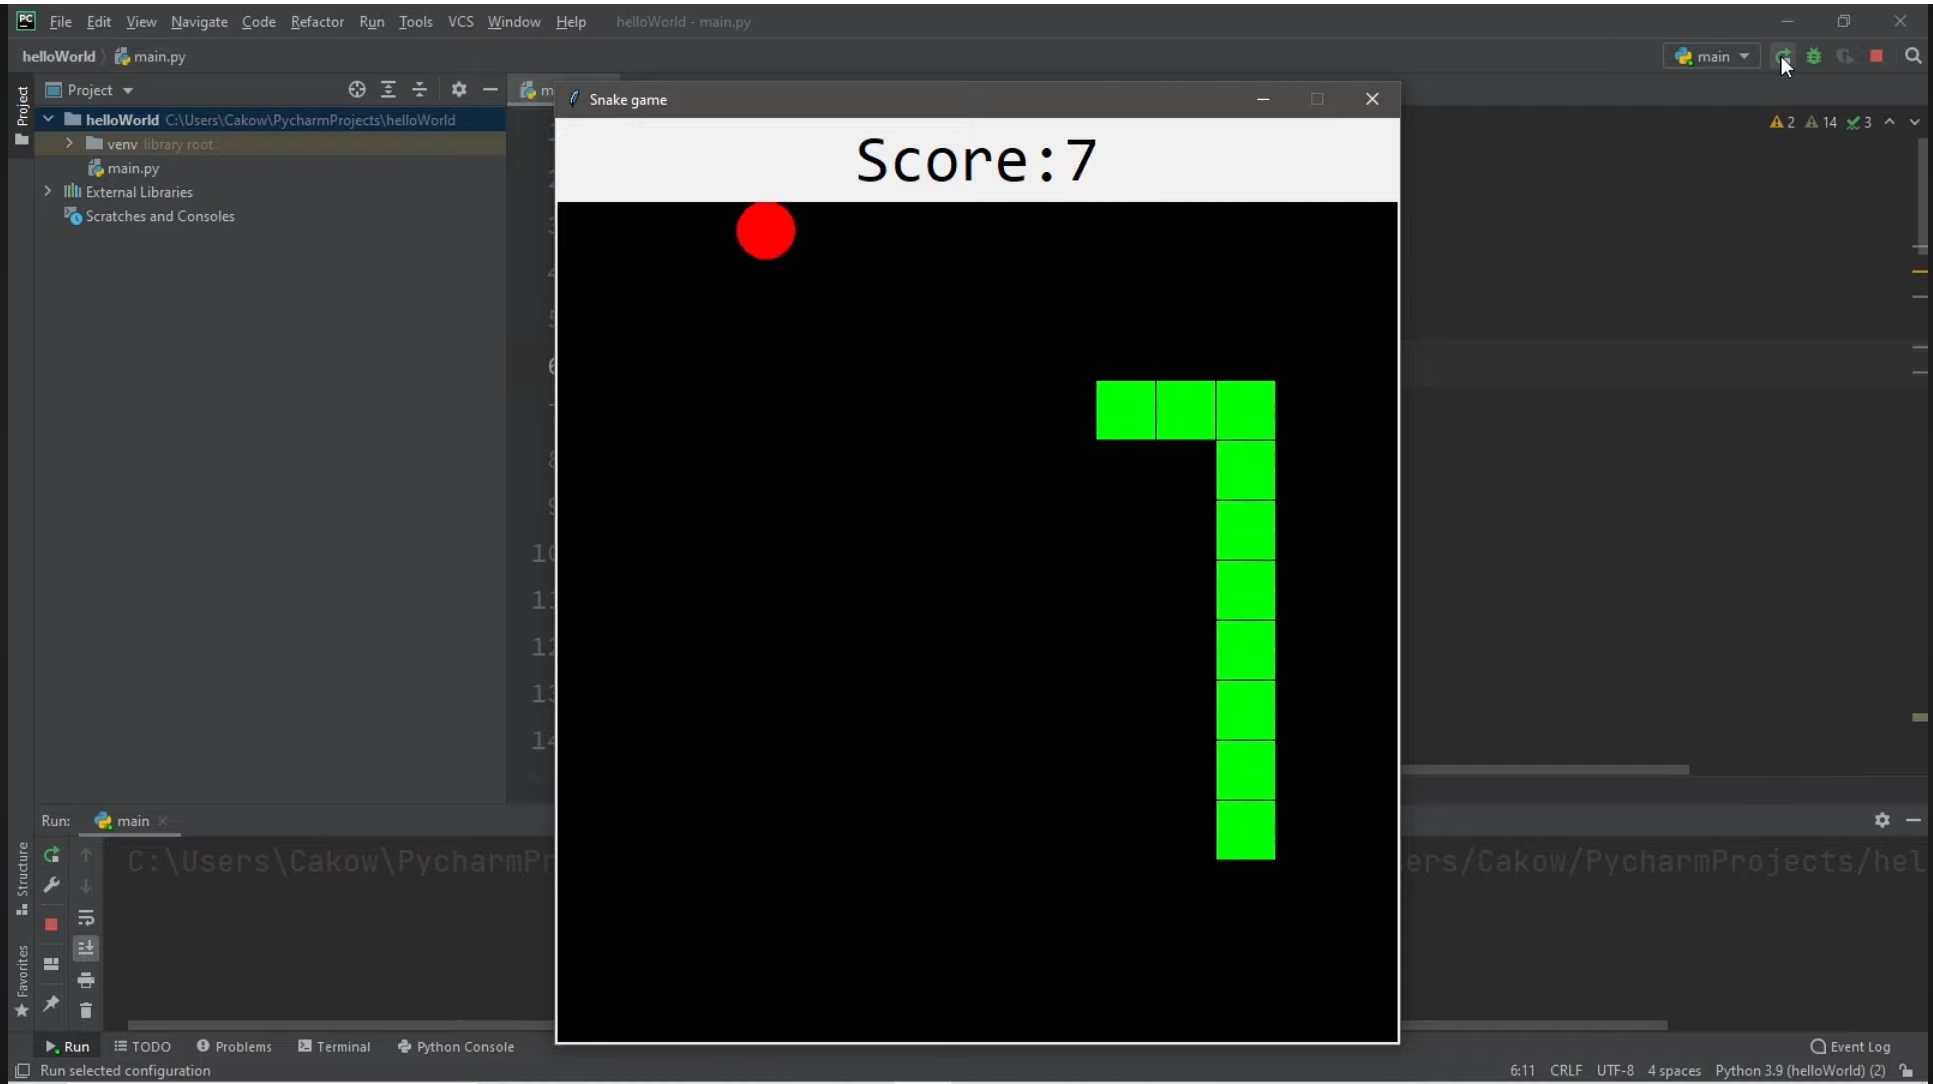 PC File Edit View Navigate Code Refactor Run Tools VCS Window Help helloWorld - main.py
helloWorld main.py main
Project
Project
helloWorld C:\Users\Cakow\PycharmProjects\helloWorld
venv library root
main.py
External Libraries
Scratches and Consoles
2 14 3
Snake game
Score:7
10
12
13
14
Run: main
C:\Users\Cakow\PycharmPr
ers/Cakow/PycharmProjects/hel
Structure
Favorites
Run TODO Problems Terminal Python Console Event Log
Run selected configuration 6:11 CRLF UTF-8 4 spaces Python 3.9 (helloWorld) (2)